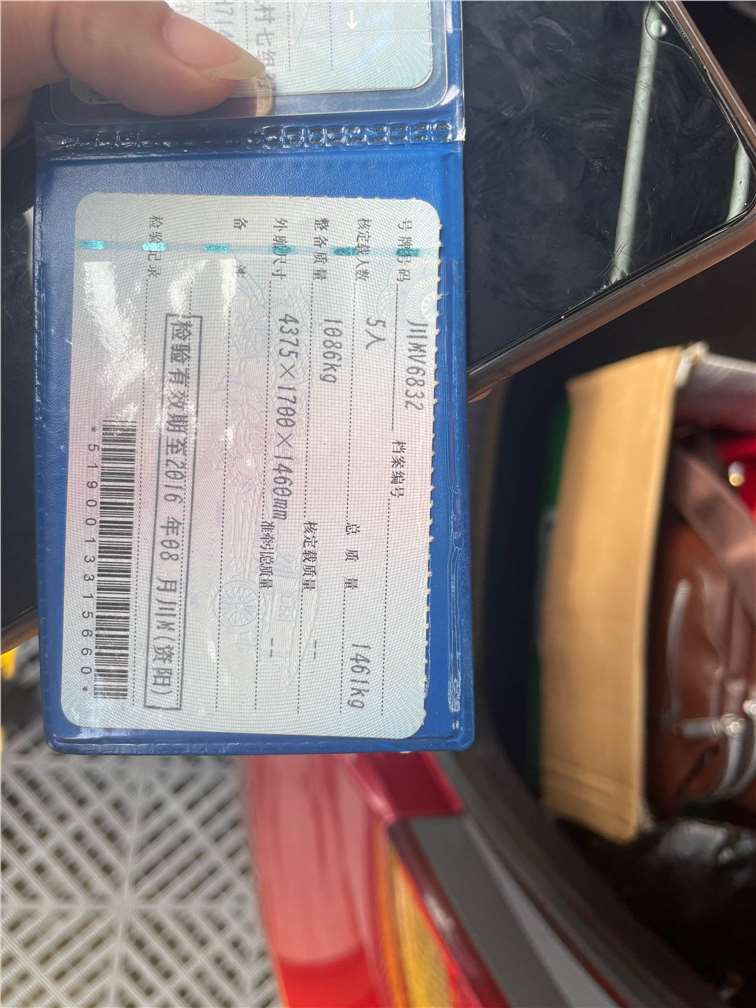 村七组
号牌号码 川MV6832 档案编号
核定载人数 5人 总质量 1461kg
整备质量 1086kg 核定载质量 --
外廓尺寸 4375×1700×1460mm 准牵引总质量 --
备
检验记录 检验有效期至2016年08月川M(资阳)
*5190013315660*